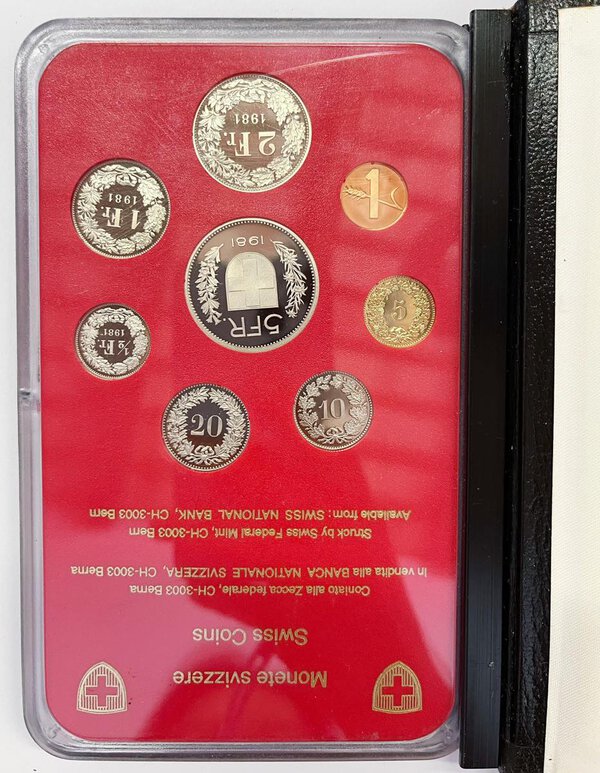 Monete svizzere
Swiss Coins
Coniato alla Zecca federale, CH-3003 Berna
In vendita alla BANCA NATIONALE SVIZZERA, CH-3003 Berna
Struck by Swiss Federal Mint, CH-3003 Bern
Available from: SWISS NATIONAL BANK, CH-3003 Bern
10
20
5
½ Fr.
1981
5FR.
1981
1
1 Fr.
1981
2 Fr.
1981